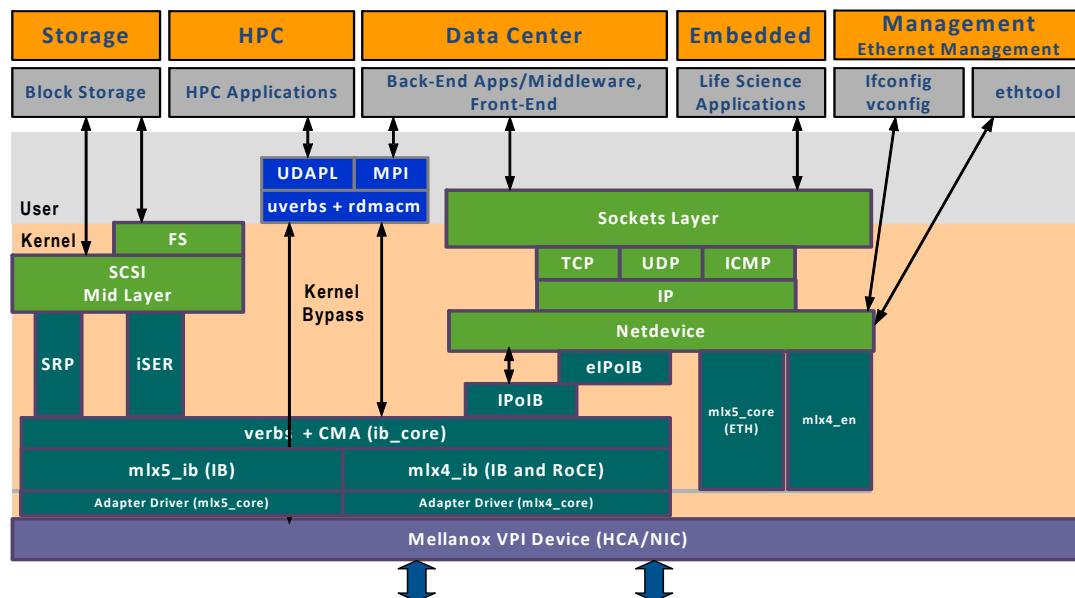 Storage
HPC
Data Center
Embedded
Management
Ethernet Management
Block Storage
HPC Applications
Back-End Apps/Middleware,
Front-End
Life Science
Applications
Ifconfig
vconfig
ethtool
UDAPL
MPI
uverbs + rdmacm
User
Kernel
FS
SCSI
Mid Layer
Sockets Layer
TCP
UDP
ICMP
IP
Kernel
Bypass
Netdevice
SRP
iSER
eIPoIB
IPoIB
mlx5_core
(ETH)
mlx4_en
verbs + CMA (ib_core)
mlx5_ib (IB)
mlx4_ib (IB and RoCE)
Adapter Driver (mlx5_core)
Adapter Driver (mlx4_core)
Mellanox VPI Device (HCA/NIC)